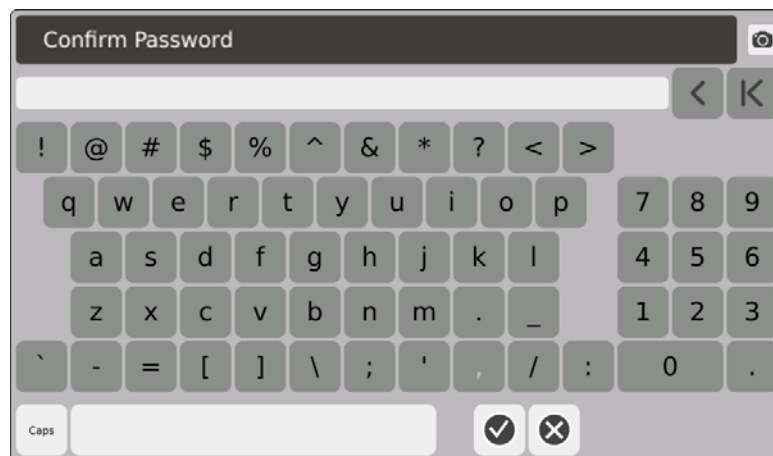 Confirm Password
! @ # $ % ^ & * ? < >
q w e r t y u i o p 7 8 9
a s d f g h j k l 4 5 6
z x c v b n m . _ 1 2 3
` - = [ ] \ ; ' , / : 0 .
Caps